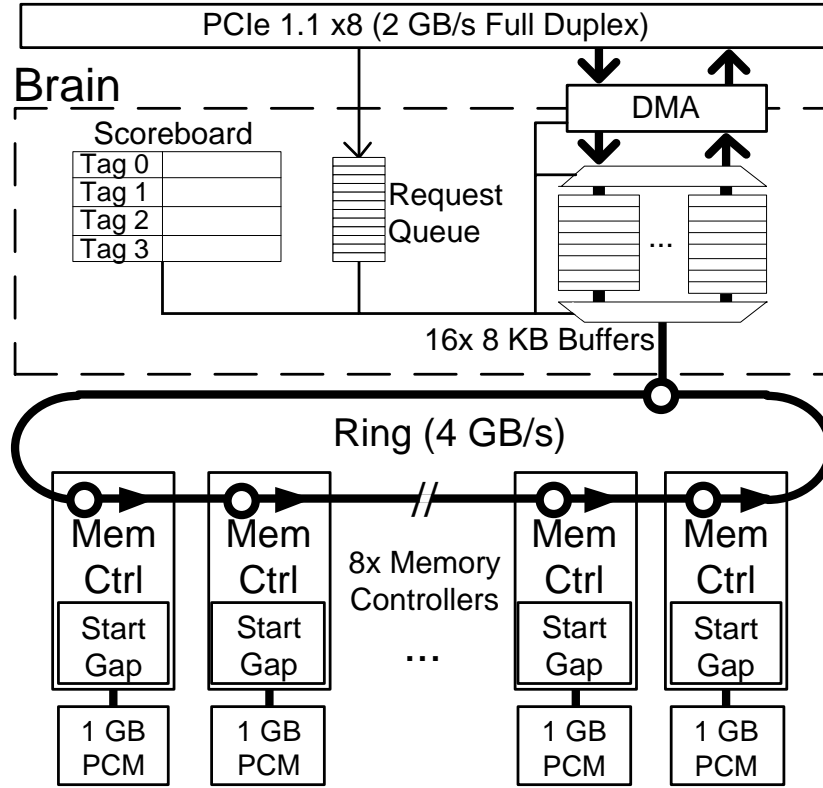 PCIe 1.1 x8 (2 GB/s Full Duplex)
Brain
DMA
Scoreboard
Tag 0
Tag 1
Tag 2
Tag 3
Request
Queue
...
16x 8 KB Buffers
Ring (4 GB/s)
Mem
Ctrl
Start
Gap
1 GB
PCM
Mem
Ctrl
Start
Gap
1 GB
PCM
8x Memory
Controllers
...
Mem
Ctrl
Start
Gap
1 GB
PCM
Mem
Ctrl
Start
Gap
1 GB
PCM